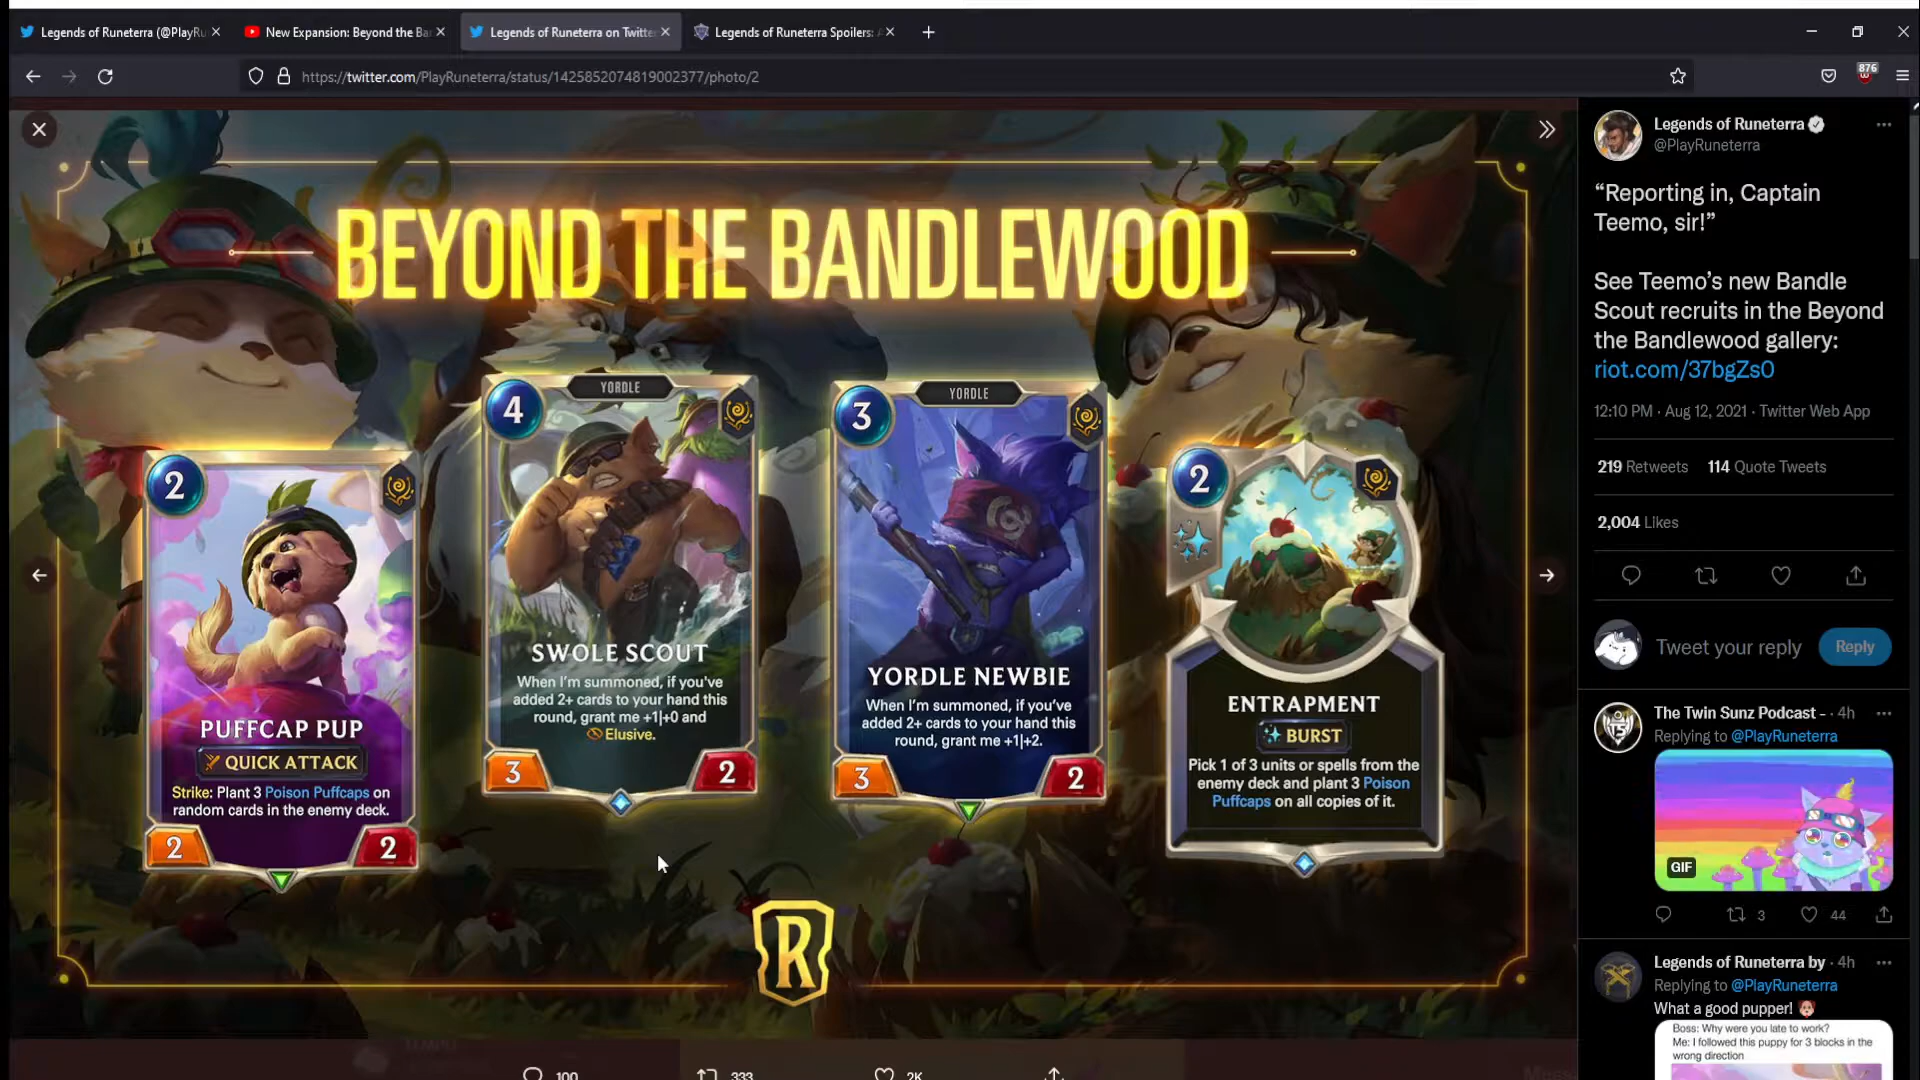 Legends of Runeterra (@PlayRu
New Expansion: Beyond the Ba
Legends of Runeterra on Twitte
Legends of Runeterra Spoilers:
https://twitter.com/PlayRuneterra/status/1425852074819002377/photo/2
876
BEYOND THE BANDLEWOOD
2
PUFFCAP PUP
QUICK ATTACK
Strike: Plant 3 Poison Puffcaps on
random cards in the enemy deck.
2 2
4
YORDLE
SWOLE SCOUT
When I'm summoned, if you've
added 2+ cards to your hand this
round, grant me +1|+0 and
Elusive.
3 2
3
YORDLE
YORDLE NEWBIE
When I'm summoned, if you've
added 2+ cards to your hand this
round, grant me +1|+2.
3 2
2
ENTRAPMENT
BURST
Pick 1 of 3 units or spells from the
enemy deck and plant 3 Poison
Puffcaps on all copies of it.
R
100 333 2K
Legends of Runeterra
@PlayRuneterra
“Reporting in, Captain
Teemo, sir!”
See Teemo’s new Bandle
Scout recruits in the Beyond
the Bandlewood gallery:
riot.com/37bgZsO
12:10 PM · Aug 12, 2021 · Twitter Web App
219 Retweets 114 Quote Tweets
2,004 Likes
Tweet your reply
Reply
The Twin Sunz Podcast - · 4h
Replying to @PlayRuneterra
GIF
3 44
Legends of Runeterra by · 4h
Replying to @PlayRuneterra
What a good pupper!
Boss: Why were you late to work?
Me: I followed this puppy for 3 blocks in the
wrong direction